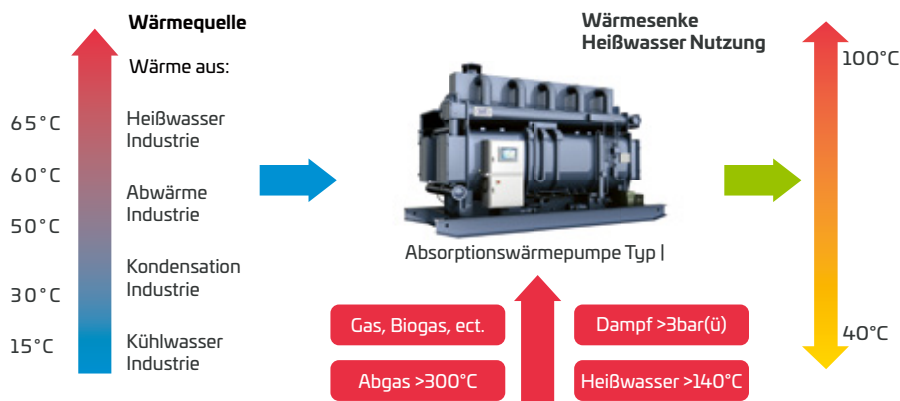 Wärmequelle
Wärme aus:
65°C
Heißwasser
Industrie
60°C
Abwärme
Industrie
50°C
Kondensation
Industrie
30°C
15°C
Kühlwasser
Industrie
Absorptionswärmepumpe Typ |
Gas, Biogas, ect.
Dampf >3bar(ü)
Abgas >300°C
Heißwasser >140°C
Wärmesenke
Heißwasser Nutzung
100°C
40°C